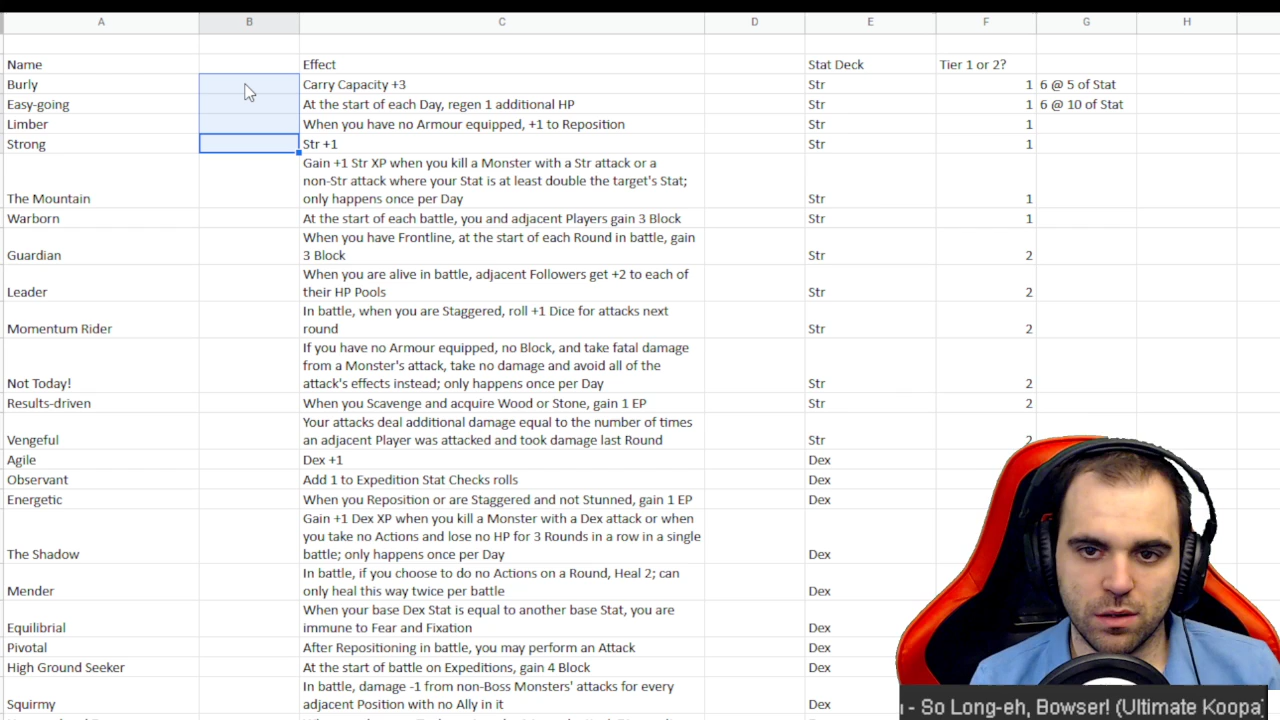 A B C D E F G H
Name Effect Stat Deck Tier 1 or 2?
Burly Carry Capacity +3 Str 1 6 @ 5 of Stat
Easy-going At the start of each Day, regen 1 additional HP Str 1 6 @ 10 of Stat
Limber When you have no Armour equipped, +1 to Reposition Str 1
Strong Str +1 Str 1
Gain +1 Str XP when you kill a Monster with a Str attack or a
non-Str attack where your Stat is at least double the target's Stat;
The Mountain only happens once per Day Str 1
Warborn At the start of each battle, you and adjacent Players gain 3 Block Str 1
When you have Frontline, at the start of each Round in battle, gain
Guardian 3 Block Str 2
When you are alive in battle, adjacent Followers get +2 to each of
Leader their HP Pools Str 2
In battle, when you are Staggered, roll +1 Dice for attacks next
Momentum Rider round Str 2
If you have no Armour equipped, no Block, and take fatal damage
from a Monster's attack, take no damage and avoid all of the
Not Today! attack's effects instead; only happens once per Day Str 2
Results-driven When you Scavenge and acquire Wood or Stone, gain 1 EP Str 2
Your attacks deal additional damage equal to the number of times
Vengeful an adjacent Player was attacked and took damage last Round Str 2
Agile Dex +1 Dex
Observant Add 1 to Expedition Stat Checks rolls Dex
Energetic When you Reposition or are Staggered and not Stunned, gain 1 EP Dex
Gain +1 Dex XP when you kill a Monster with a Dex attack or when
you take no Actions and lose no HP for 3 Rounds in a row in a single
The Shadow battle; only happens once per Day Dex
In battle, if you choose to do no Actions on a Round, Heal 2; can
Mender only heal this way twice per battle Dex
When your base Dex Stat is equal to another base Stat, you are
Equilibrial immune to Fear and Fixation Dex
Pivotal After Repositioning in battle, you may perform an Attack Dex
High Ground Seeker At the start of battle on Expeditions, gain 4 Block Dex
In battle, damage -1 from non-Boss Monsters' attacks for every
Squirmy adjacent Position with no Ally in it Dex
- So Long-eh, Bowser! (Ultimate Koopa)